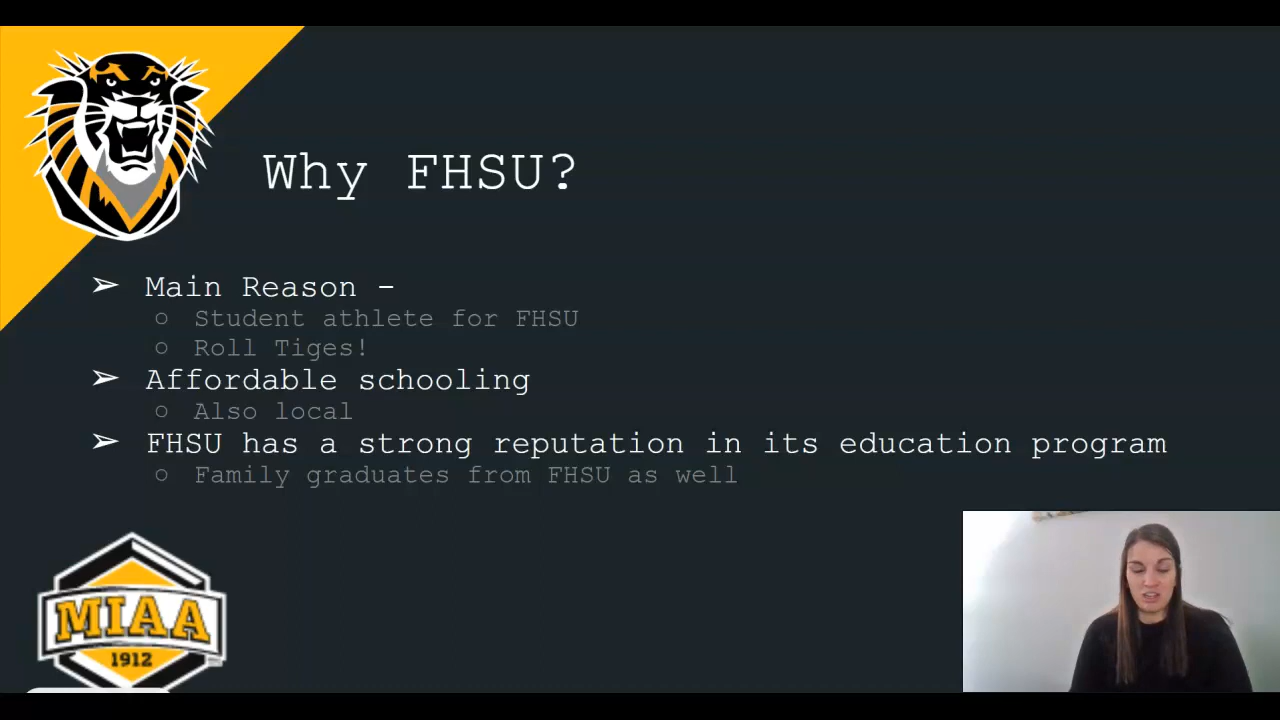 Why FHSU?
➢ Main Reason -
○ Student athlete for FHSU
○ Roll Tiges!
➢ Affordable schooling
○ Also local
➢ FHSU has a strong reputation in its education program
○ Family graduates from FHSU as well
MIAA
1912